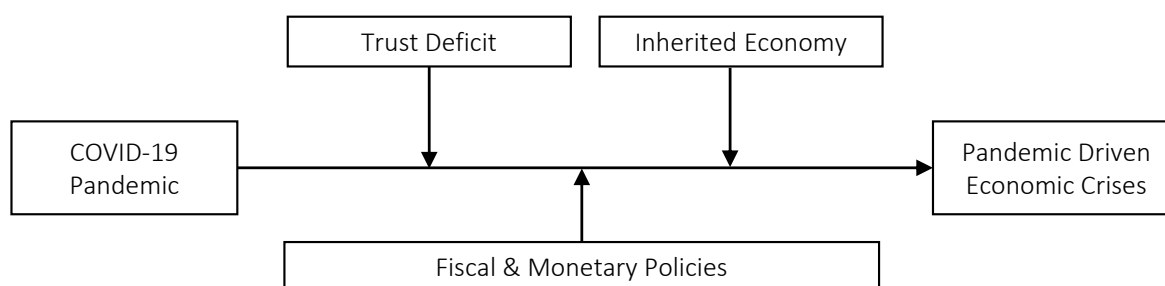 Trust Deficit
Inherited Economy
COVID-19
Pandemic
Pandemic Driven
Economic Crises
Fiscal & Monetary Policies